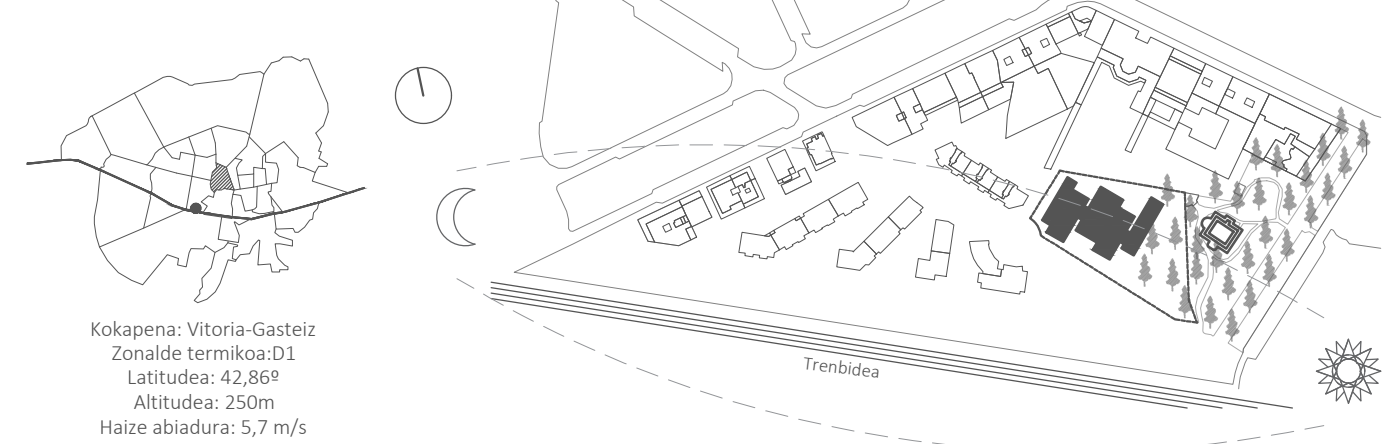 Kokapena: Vitoria-Gasteiz
Zonalde termikoa:D1
Latitudea: 42,86º
Altitudea: 250m
Haize abiadura: 5,7 m/s
Trenbidea